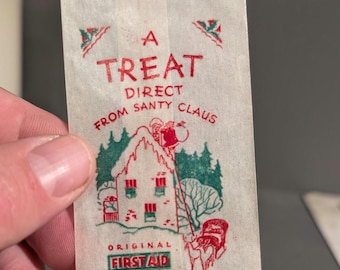 A
TREAT
DIRECT
FROM SANTY CLAUS
ORIGINAL
FIRST AID